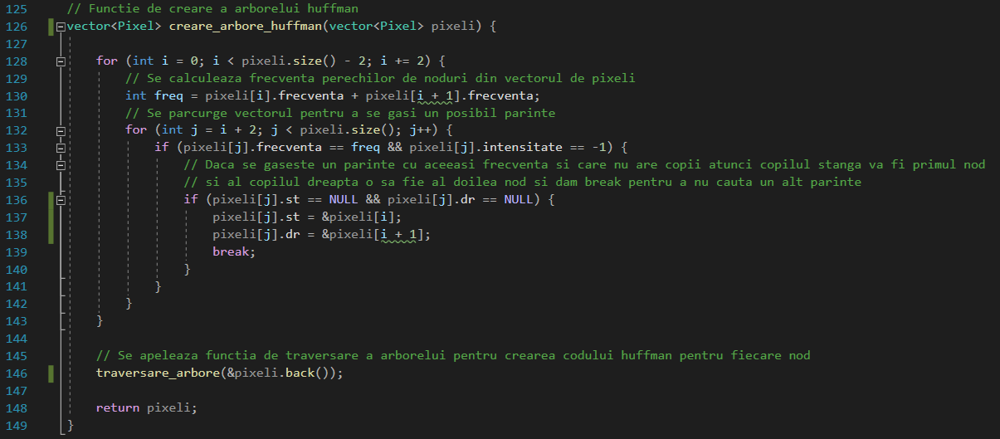 125 // Functie de creare a arborelui huffman
126 vector<Pixel> creare_arbore_huffman(vector<Pixel> pixeli) {
127
128 for (int i = 0; i < pixeli.size() - 2; i += 2) {
129 // Se calculeaza frecventa perechilor de noduri din vectorul de pixeli
130 int freq = pixeli[i].frecventa + pixeli[i + 1].frecventa;
131 // Se parcurge vectorul pentru a se gasi un posibil parinte
132 for (int j = i + 2; j < pixeli.size(); j++) {
133 if (pixeli[j].frecventa == freq && pixeli[j].intensitate == -1) {
134 // Daca se gaseste un parinte cu aceeasi frecventa si care nu are copii atunci copilul stanga va fi primul nod
135 // si al copilul dreapta o sa fie al doilea nod si dam break pentru a nu cauta un alt parinte
136 if (pixeli[j].st == NULL && pixeli[j].dr == NULL) {
137 pixeli[j].st = &pixeli[i];
138 pixeli[j].dr = &pixeli[i + 1];
139 break;
140 }
141 }
142 }
143 }
144
145 // Se apeleaza functia de traversare a arborelui pentru crearea codului huffman pentru fiecare nod
146 traversare_arbore(&pixeli.back());
147
148 return pixeli;
149 }